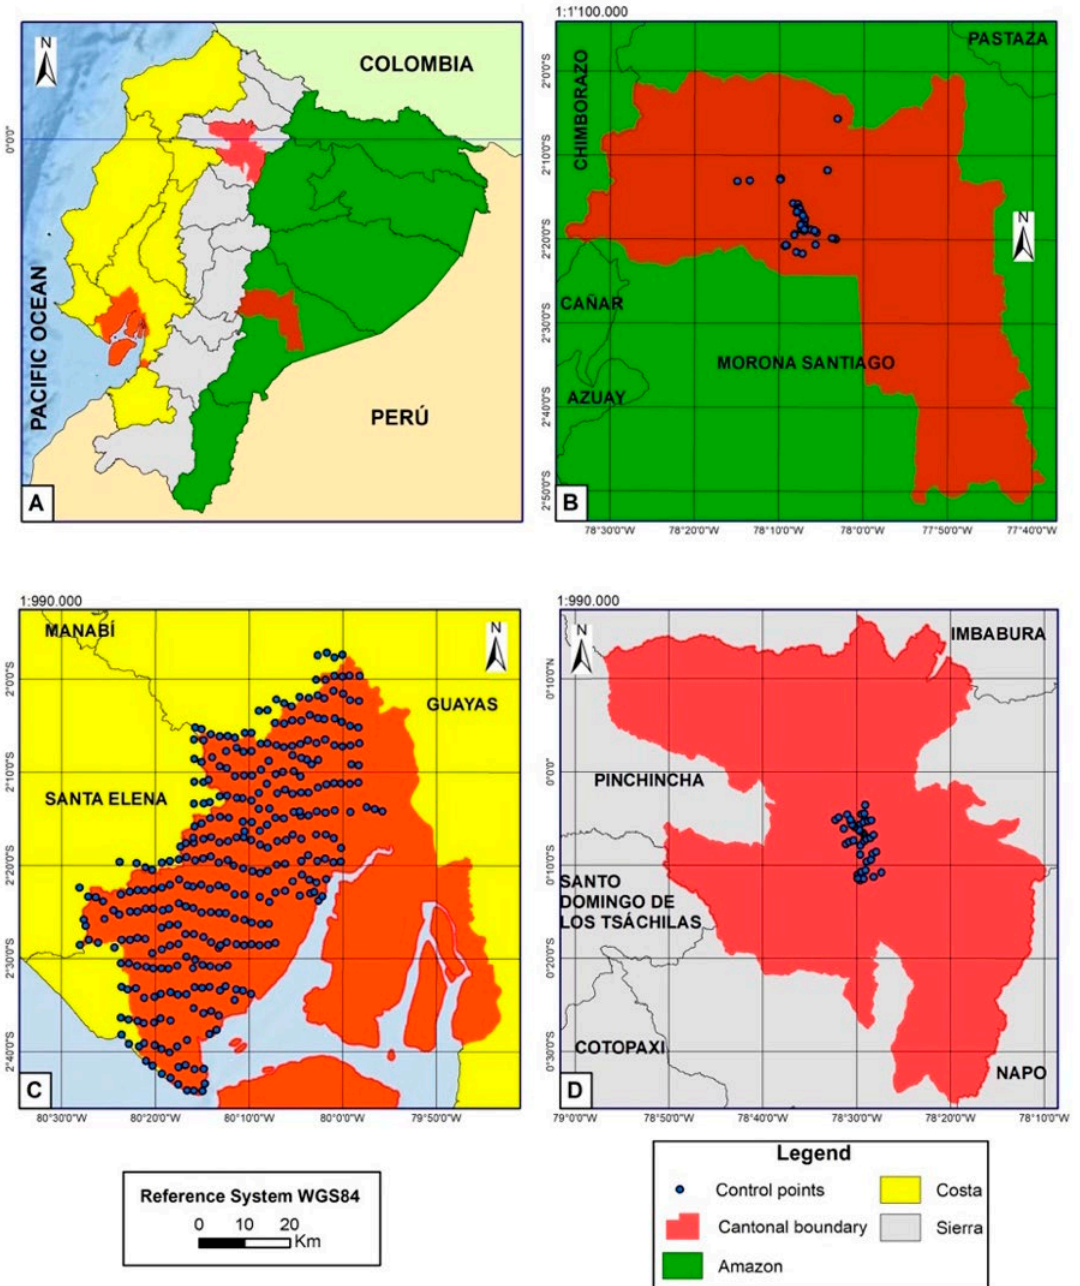 N
COLOMBIA
0°0'0"
PACIFIC OCEAN
PERÚ
A
1:1'100.000
PASTAZA
CHIMBORAZO
N
CAÑAR
MORONA SANTIAGO
AZUAY
B
2°0'0"S
2°10'0"S
2°20'0"S
2°30'0"S
2°40'0"S
2°50'0"S
78°30'0"W 78°20'0"W 78°10'0"W 78°0'0"W 77°50'0"W 77°40'0"W
1:990.000
MANABÍ
N
GUAYAS
SANTA ELENA
C
2°0'0"S
2°10'0"S
2°20'0"S
2°30'0"S
2°40'0"S
80°30'0"W 80°20'0"W 80°10'0"W 80°0'0"W 79°50'0"W
1:990.000
N
IMBABURA
PINCHINCHA
SANTO
DOMINGO DE
LOS TSÁCHILAS
COTOPAXI
NAPO
D
0°10'0"N
0°0'0"
0°10'0"S
0°20'0"S
0°30'0"S
79°0'0"W 78°50'0"W 78°40'0"W 78°30'0"W 78°20'0"W 78°10'0"W
Reference System WGS84
0 10 20
Km
Legend
Control points
Costa
Cantonal boundary
Sierra
Amazon